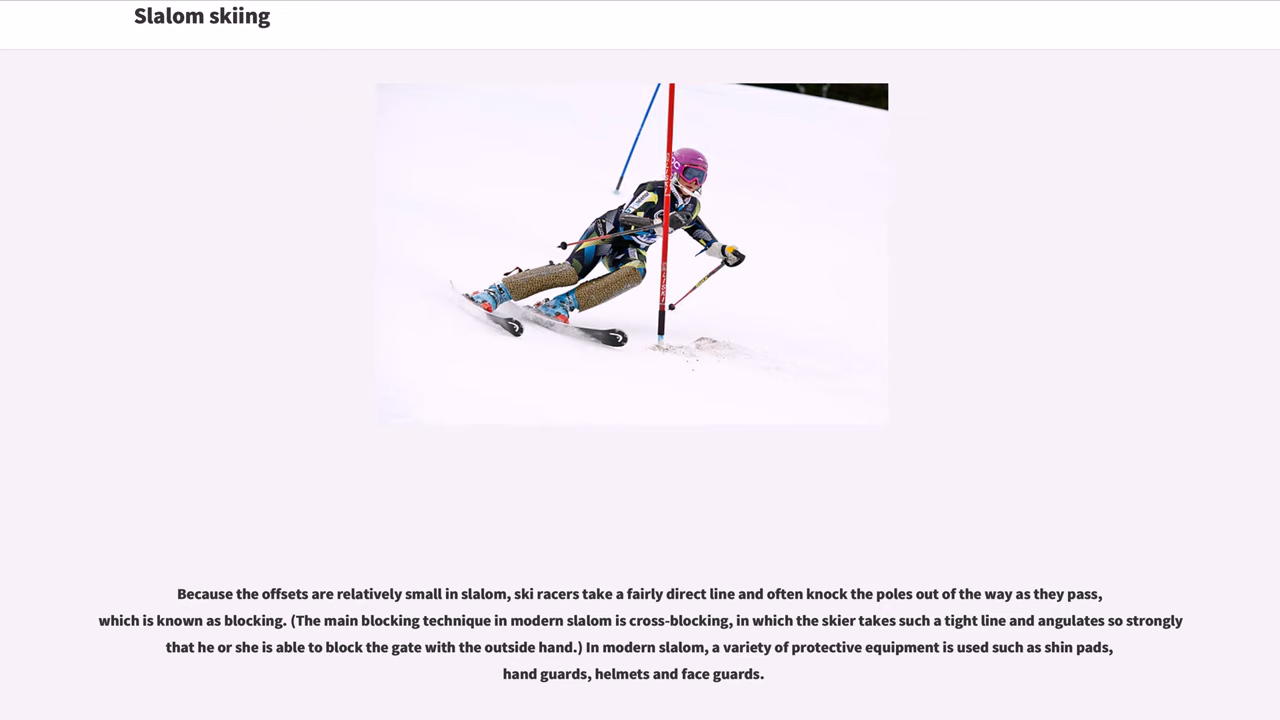 Slalom skiing
Because the offsets are relatively small in slalom, ski racers take a fairly direct line and often knock the poles out of the way as they pass,
which is known as blocking. (The main blocking technique in modern slalom is cross-blocking, in which the skier takes such a tight line and angulates so strongly
that he or she is able to block the gate with the outside hand.) In modern slalom, a variety of protective equipment is used such as shin pads,
hand guards, helmets and face guards.